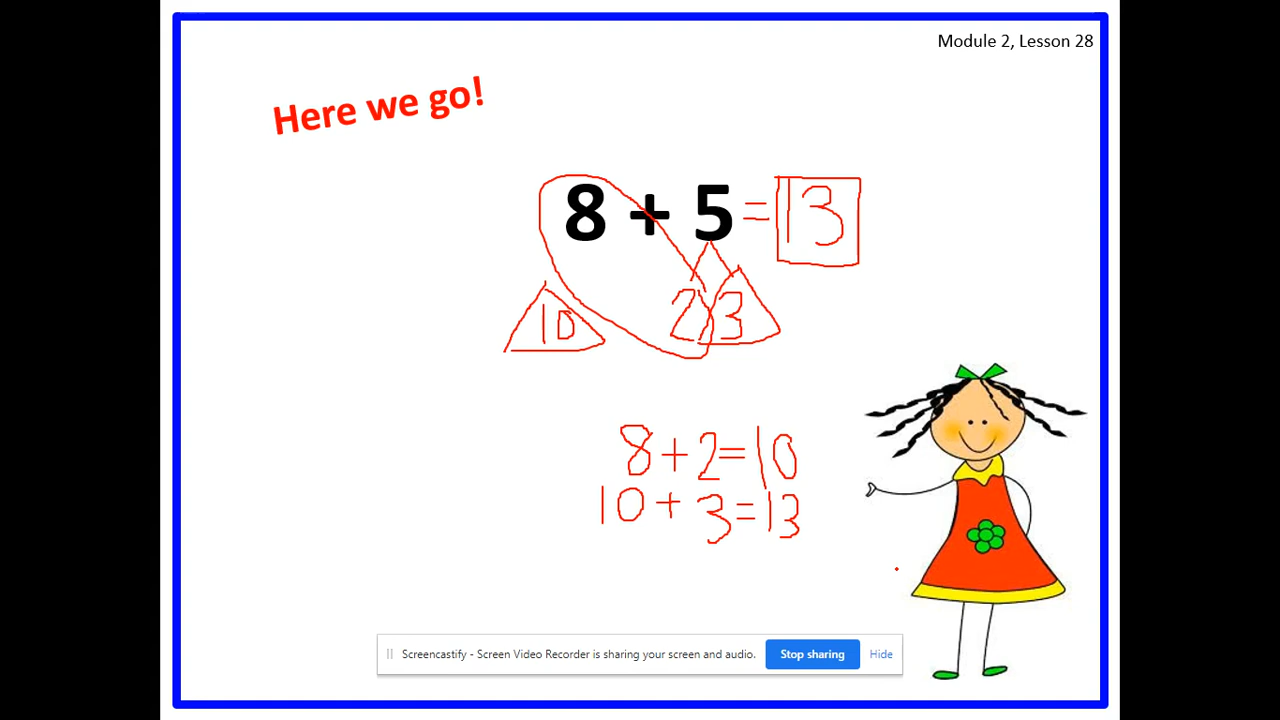 Module 2, Lesson 28
Here we go!
8 + 5 = 13
10 2 3
8 + 2 = 10
10 + 3 = 13
Screencastify - Screen Video Recorder is sharing your screen and audio. Stop sharing Hide